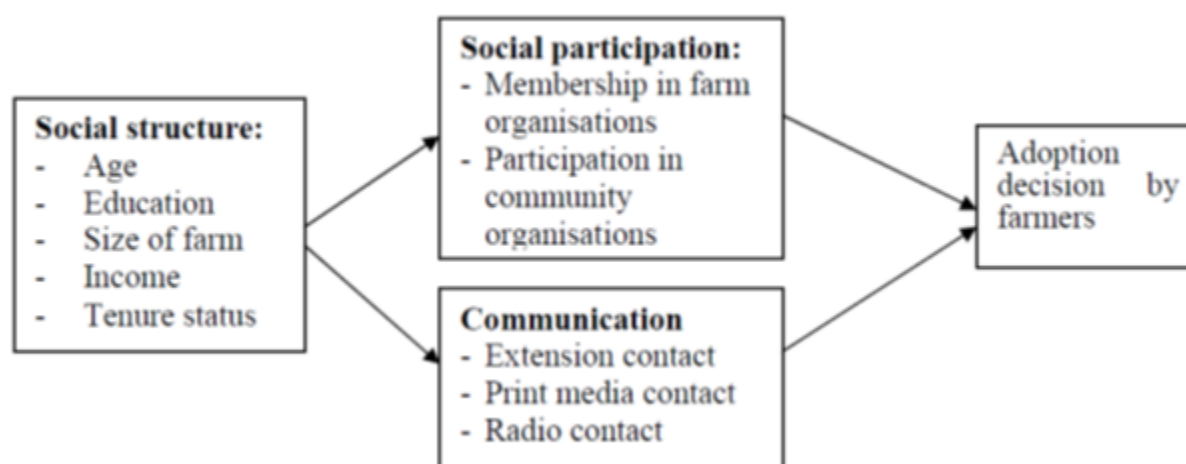 Social structure:
- Age
- Education
- Size of farm
- Income
- Tenure status
Social participation:
- Membership in farm
organisations
- Participation in
community
organisations
Communication
- Extension contact
- Print media contact
- Radio contact
Adoption
decision by
farmers